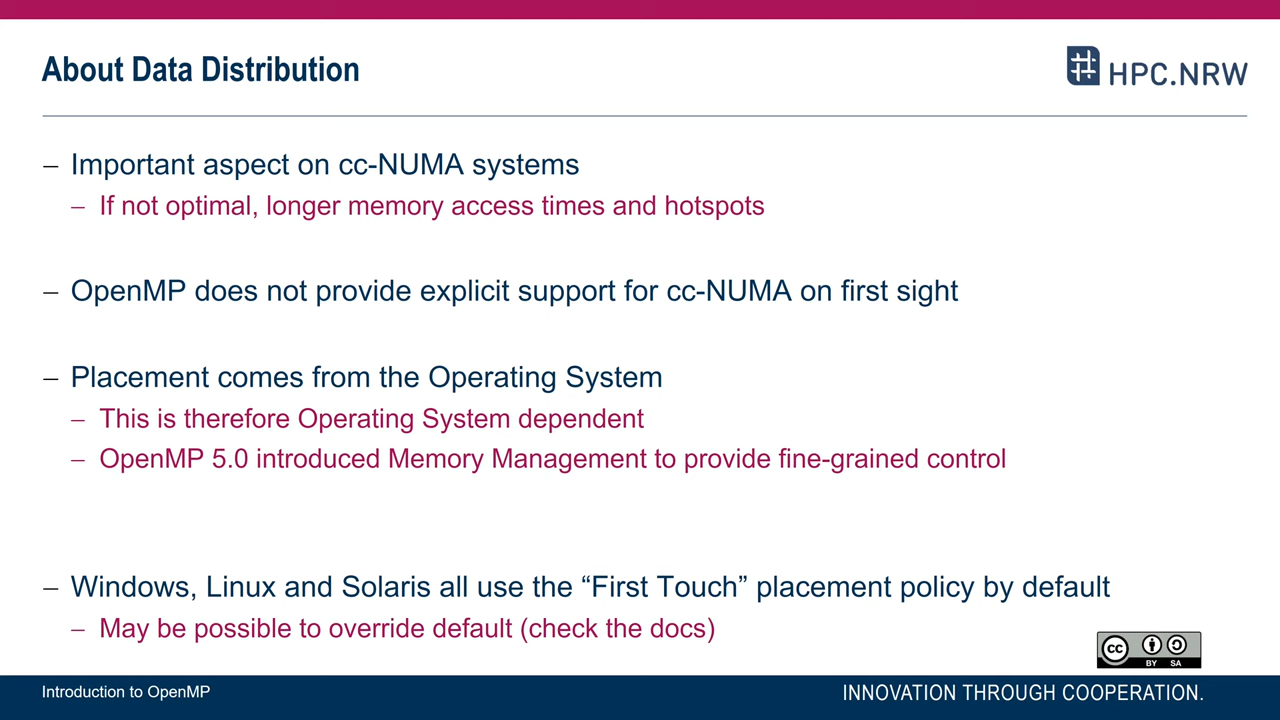 About Data Distribution
HPC.NRW
– Important aspect on cc-NUMA systems
– If not optimal, longer memory access times and hotspots
– OpenMP does not provide explicit support for cc-NUMA on first sight
– Placement comes from the Operating System
– This is therefore Operating System dependent
– OpenMP 5.0 introduced Memory Management to provide fine-grained control
– Windows, Linux and Solaris all use the “First Touch” placement policy by default
– May be possible to override default (check the docs)
cc
BY SA
Introduction to OpenMP
INNOVATION THROUGH COOPERATION.